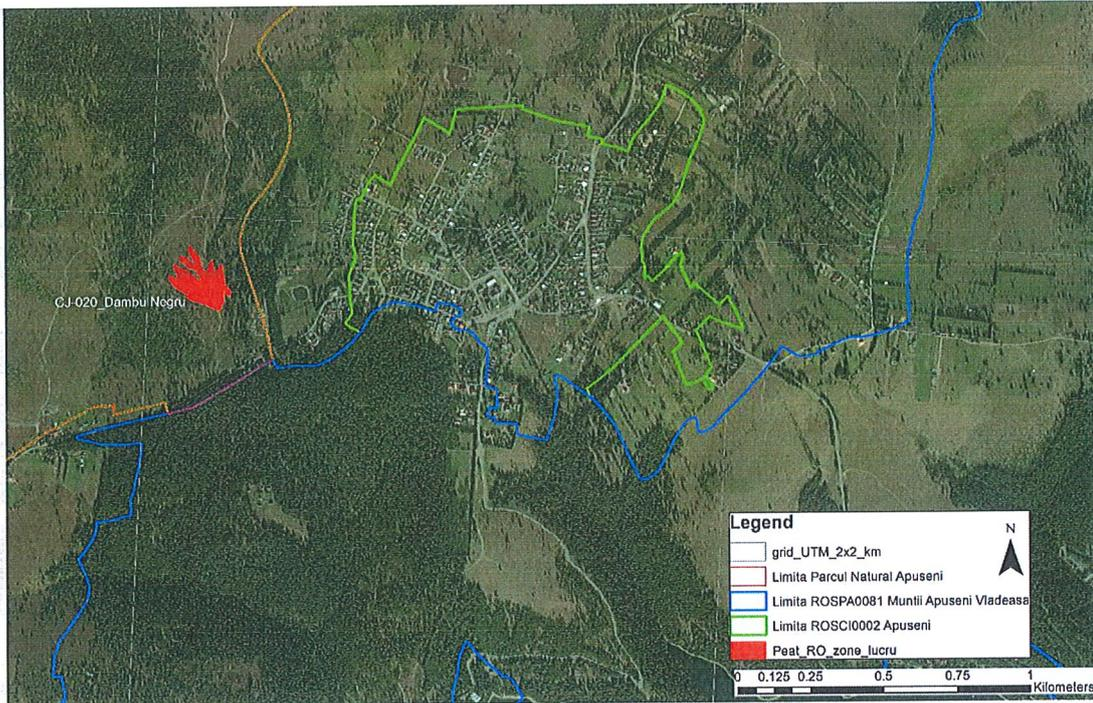 CJ-020_Dambu Negru
Legend
N
grid_UTM_2x2_km
Limita Parcul Natural Apuseni
Limita ROSPA0081 Muntii Apuseni Vladeasa
Limita ROSCI0002 Apuseni
Peat_RO_zone_lucru
0 0.125 0.25 0.5 0.75 1
Kilometers